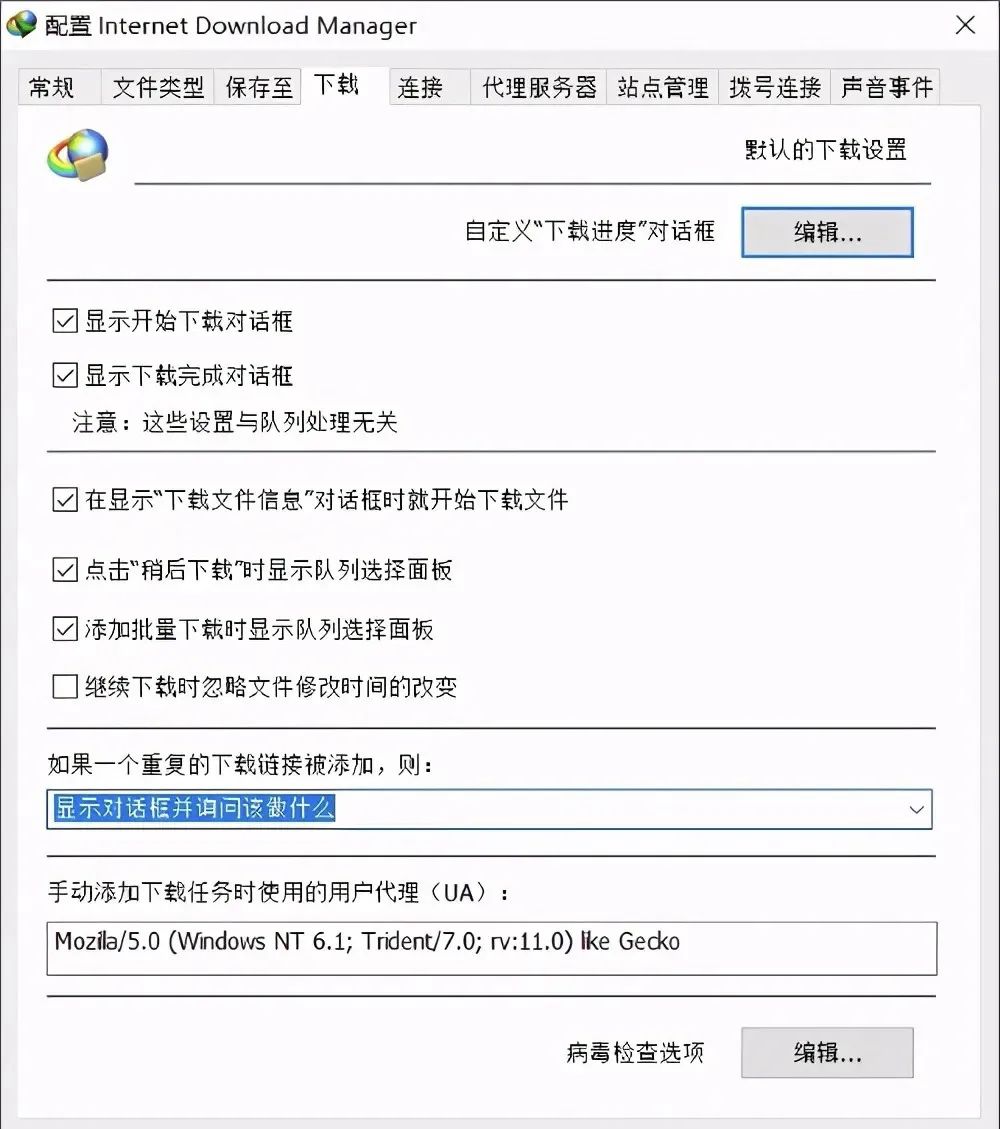 配置 Internet Download Manager
常规 文件类型 保存至 下载 连接 代理服务器 站点管理 拨号连接 声音事件
默认的下载设置
自定义“下载进度”对话框 编辑...
显示开始下载对话框
显示下载完成对话框
注意：这些设置与队列处理无关
在显示“下载文件信息”对话框时就开始下载文件
点击“稍后下载”时显示队列选择面板
添加批量下载时显示队列选择面板
继续下载时忽略文件修改时间的改变
如果一个重复的下载链接被添加，则：
显示对话框并询问该做什么
手动添加下载任务时使用的用户代理（UA）：
Mozilla/5.0 (Windows NT 6.1; Trident/7.0; rv:11.0) like Gecko
病毒检查选项 编辑...